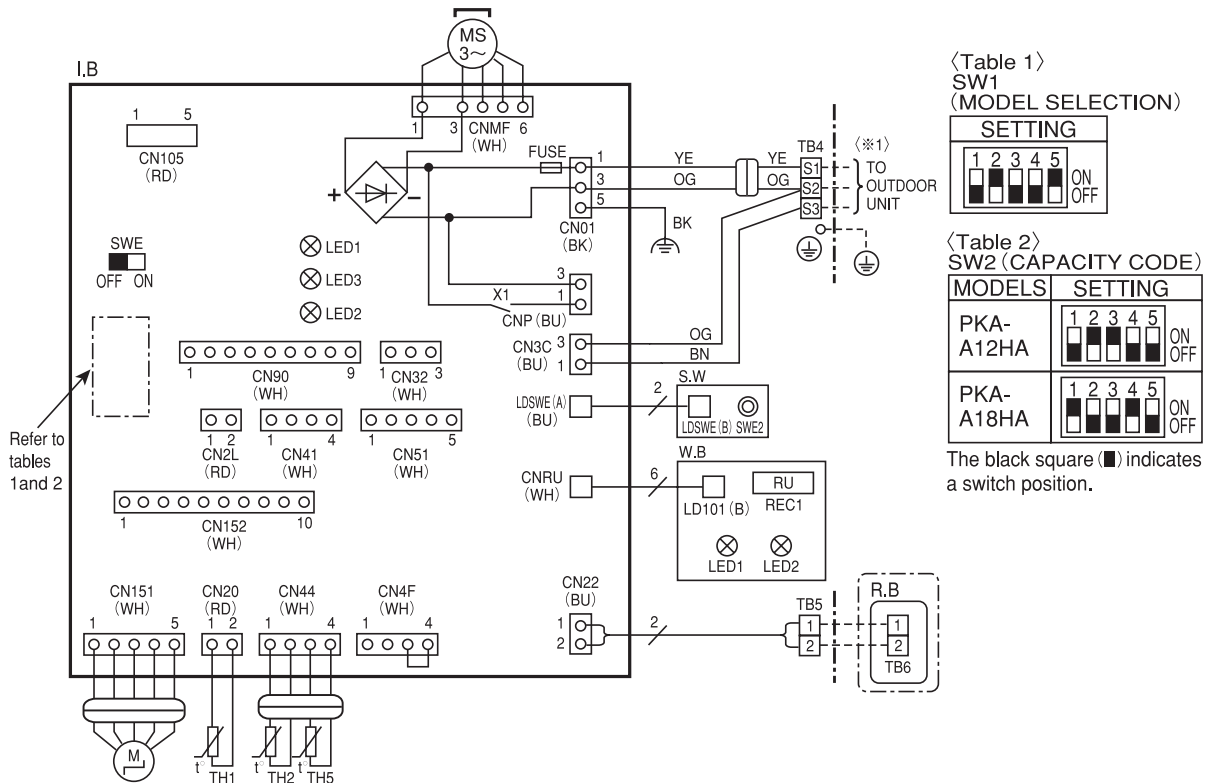 MS
3～
I.B
1 5
CN105
(RD)
1 3 CNMF 6
(WH)
FUSE
1
3
5
CN01
(BK)
YE YE
OG OG
BK
TB4
S1
S2
S3
〈※1〉
TO
OUTDOOR
UNIT
+ −
SWE
OFF ON
LED1
LED3
LED2
X1
3
1
CNP (BU)
CN3C
(BU)
3
1
OG
BN
1 9
CN90
(WH)
1 3
CN32
(WH)
LDSWE (A)
(BU)
2
S.W
LDSWE (B) SWE2
Refer to
tables
1and 2
1 2
CN2L
(RD)
1 4
CN41
(WH)
1 5
CN51
(WH)
CNRU
(WH)
6
W.B
LD101 (B)
RU
REC1
LED1 LED2
1 10
CN152
(WH)
CN151
(WH)
1 5
CN20
(RD)
1 2
CN44
(WH)
1 4
CN4F
(WH)
1 4
CN22
(BU)
1
2
2
TB5
1
2
R.B
1
2
TB6
M
t° TH1
t° TH2
t° TH5
〈Table 1〉
SW1
(MODEL SELECTION)
SETTING
1 2 3 4 5
ON
OFF
〈Table 2〉
SW2 (CAPACITY CODE)
MODELS SETTING
PKA-
A12HA
1 2 3 4 5
ON
OFF
PKA-
A18HA
1 2 3 4 5
ON
OFF
The black square (■) indicates
a switch position.